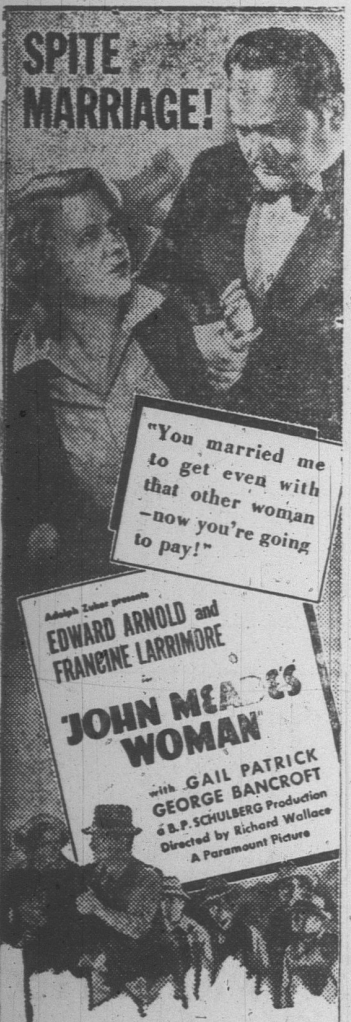 SPITE
MARRIAGE!
"You married me
to get even with
that other woman
—now you're going
to pay!"
Adolph Zukor presents
EDWARD ARNOLD and
FRANCINE LARRIMORE
in
"JOHN MEADE'S
WOMAN"
with GAIL PATRICK
GEORGE BANCROFT
a B.P. SCHULBERG Production
Directed by Richard Wallace
A Paramount Picture